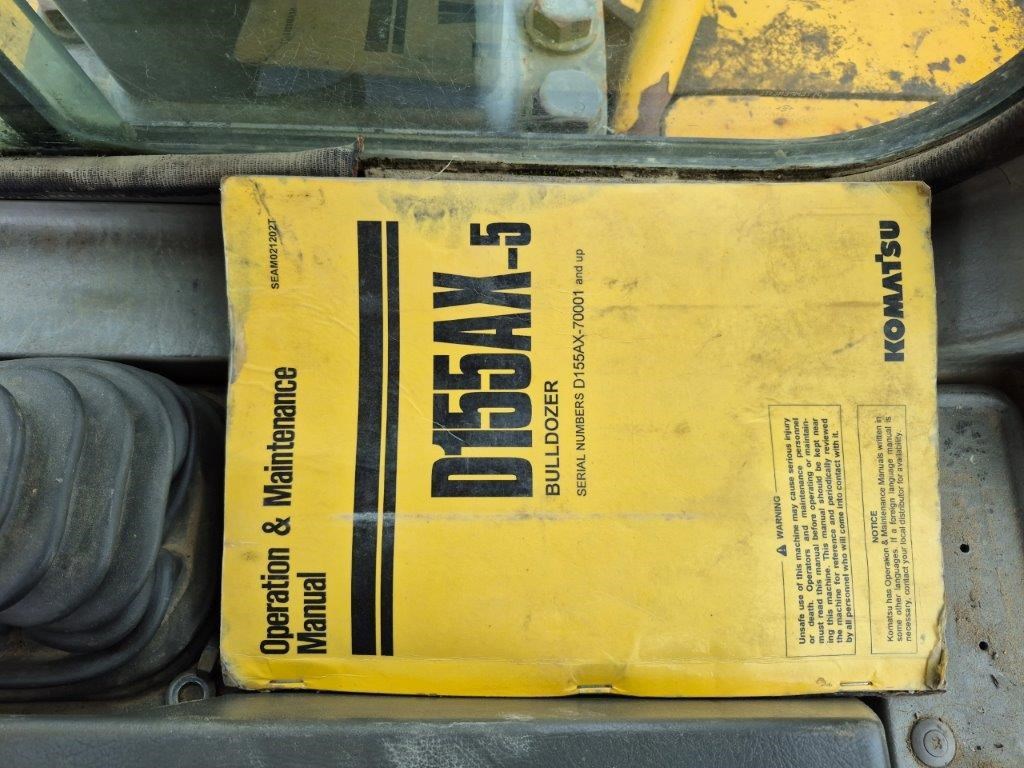 SEAM021202T
Operation & Maintenance
Manual
D155AX-5
BULLDOZER
SERIAL NUMBERS D155AX-70001 and up
⚠ WARNING
Unsafe use of this machine may cause serious injury
or death. Operators and maintenance personnel
must read this manual before operating or maintain-
ing this machine. This manual should be kept near
the machine for reference and periodically reviewed
by all personnel who will come into contact with it.
NOTICE
Komatsu has Operation & Maintenance Manuals written in
some other languages. If a foreign language manual is
necessary, contact your local distributor for availability.
KOMATSU